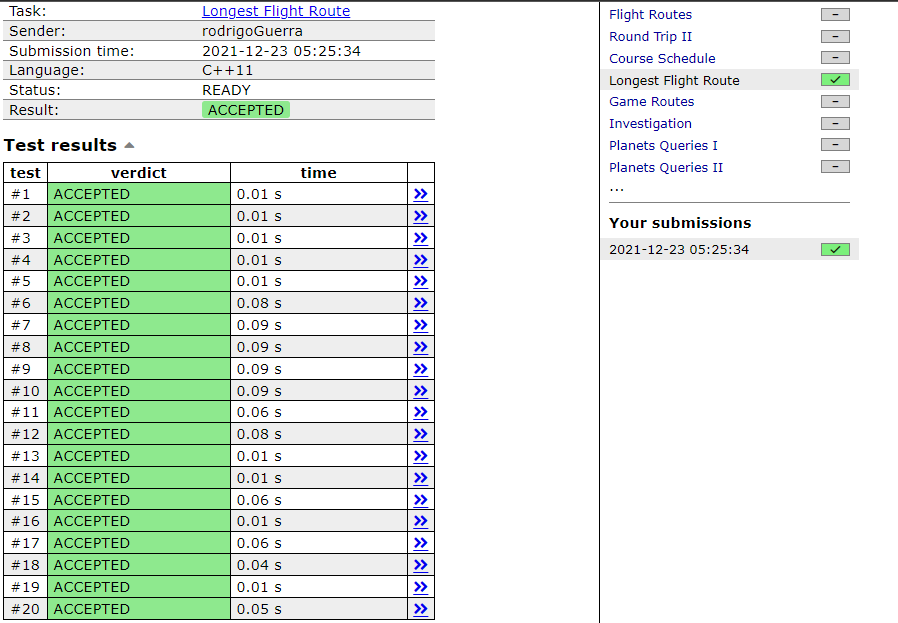 Task: Longest Flight Route
Sender: rodrigoGuerra
Submission time: 2021-12-23 05:25:34
Language: C++11
Status: READY
Result: ACCEPTED
Test results
test verdict time
#1 ACCEPTED 0.01 s »
#2 ACCEPTED 0.01 s »
#3 ACCEPTED 0.01 s »
#4 ACCEPTED 0.01 s »
#5 ACCEPTED 0.01 s »
#6 ACCEPTED 0.08 s »
#7 ACCEPTED 0.09 s »
#8 ACCEPTED 0.09 s »
#9 ACCEPTED 0.09 s »
#10 ACCEPTED 0.09 s »
#11 ACCEPTED 0.06 s »
#12 ACCEPTED 0.08 s »
#13 ACCEPTED 0.01 s »
#14 ACCEPTED 0.01 s »
#15 ACCEPTED 0.06 s »
#16 ACCEPTED 0.01 s »
#17 ACCEPTED 0.06 s »
#18 ACCEPTED 0.04 s »
#19 ACCEPTED 0.01 s »
#20 ACCEPTED 0.05 s »
Flight Routes –
Round Trip II –
Course Schedule –
Longest Flight Route ✓
Game Routes –
Investigation –
Planets Queries I –
Planets Queries II –
...
Your submissions
2021-12-23 05:25:34 ✓